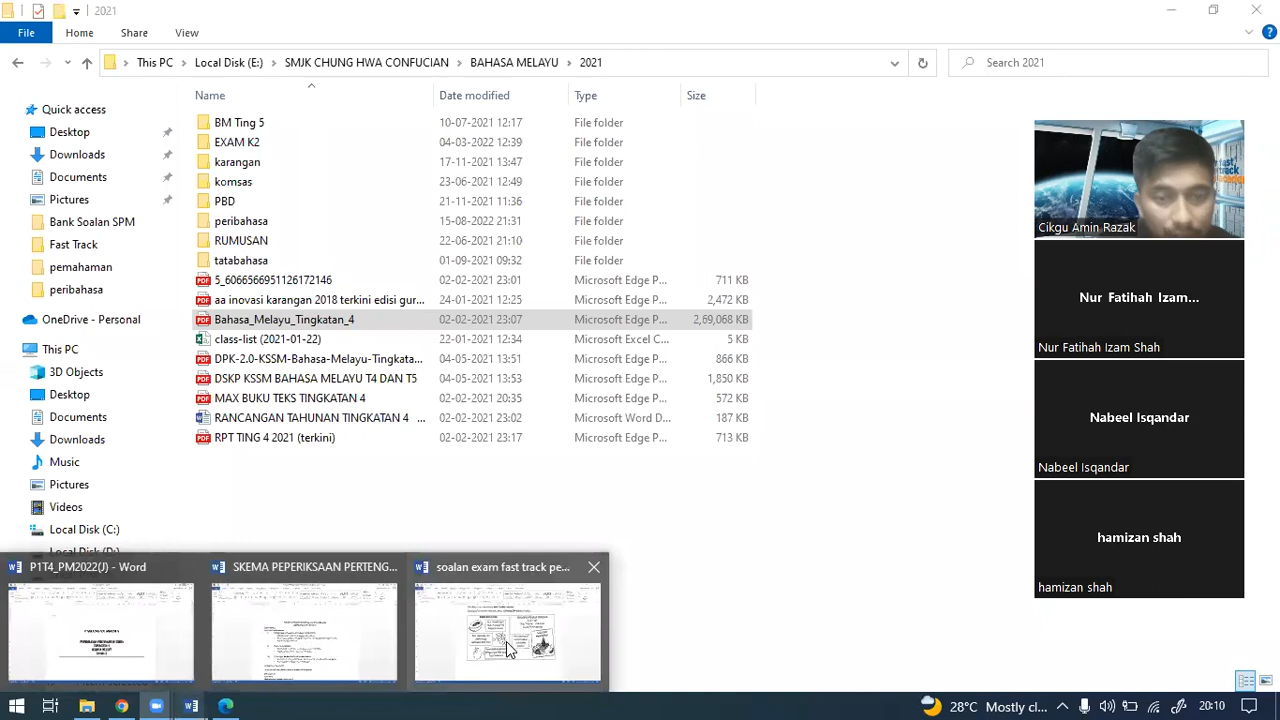 2021
File Home Share View
This PC Local Disk (E:) SMJK CHUNG HWA CONFUCIAN BAHASA MELAYU 2021 Search 2021
Name Date modified Type Size
Quick access
Desktop
Downloads
Documents
Pictures
Bank Soalan SPM
Fast Track
pemahaman
peribahasa
OneDrive - Personal
This PC
3D Objects
Desktop
Documents
Downloads
Music
Pictures
Videos
Local Disk (C:)
BM Ting 5 10-07-2021 12:17 File folder
EXAM K2 04-03-2022 12:39 File folder
karangan 17-11-2021 13:47 File folder
komsas 23-06-2021 12:49 File folder
PBD 21-11-2021 11:36 File folder
peribahasa 15-08-2022 21:31 File folder
RUMUSAN 22-06-2021 21:10 File folder
tatabahasa 01-09-2021 09:32 File folder
5_6066566951126172146 02-02-2021 23:01 Microsoft Edge P... 711 KB
aa inovasi karangan 2018 terkini edisi gur... 24-01-2021 12:25 Microsoft Edge P... 2,472 KB
Bahasa_Melayu_Tingkatan_4 02-02-2021 23:07 Microsoft Edge P... 2,69,068 KB
class-list (2021-01-22) 22-01-2021 12:34 Microsoft Excel C... 5 KB
DPK-2.0-KSSM-Bahasa-Melayu-Tingkata... 04-05-2021 13:51 Microsoft Edge P... 866 KB
DSKP KSSM BAHASA MELAYU T4 DAN T5 04-05-2021 13:53 Microsoft Edge P... 1,850 KB
MAX BUKU TEKS TINGKATAN 4 02-02-2021 20:35 Microsoft Edge P... 572 KB
RANCANGAN TAHUNAN TINGKATAN 4 ... 02-02-2021 23:02 Microsoft Word D... 187 KB
RPT TING 4 2021 (terkini) 02-02-2021 23:17 Microsoft Edge P... 713 KB
Cikgu Amin Razak
Nur Fatihah Izam...
Nur Fatihah Izam Shah
Nabeel Isqandar
Nabeel Isqandar
hamizan shah
hamizan shah
P1T4_PM2022(J) - Word
SKEMA PEPERIKSAAN PERTENG...
soalan exam fast track pe...
28°C Mostly cl... 20:10